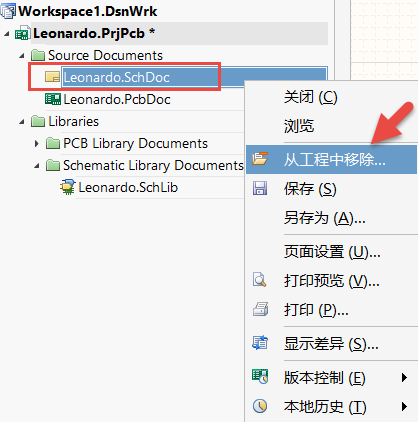 Workspace1.DsnWrk
Leonardo.PrjPcb *
Source Documents
Leonardo.SchDoc
Leonardo.PcbDoc
Libraries
PCB Library Documents
Schematic Library Documents
Leonardo.SchLib
关闭 (C)
浏览
从工程中移除...
保存 (S)
另存为 (A)...
页面设置 (U)...
打印预览 (V)...
打印 (P)...
显示差异 (S)...
版本控制 (E)
本地历史 (T)